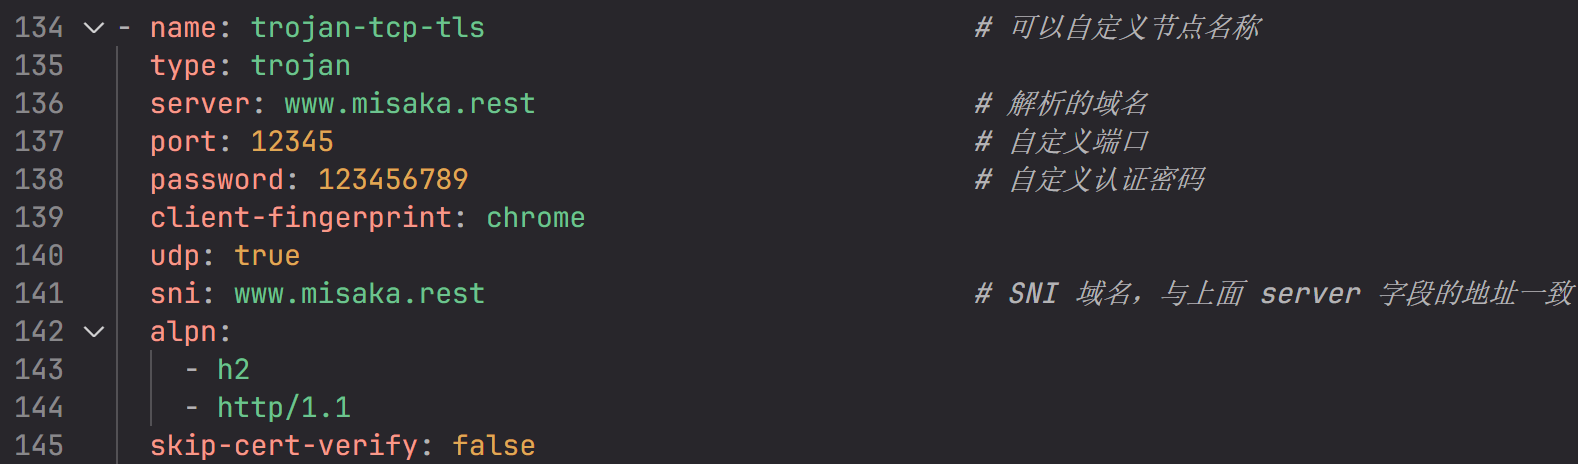 134 - name: trojan-tcp-tls # 可以自定义节点名称
135 type: trojan
136 server: www.misaka.rest # 解析的域名
137 port: 12345 # 自定义端口
138 password: 123456789 # 自定义认证密码
139 client-fingerprint: chrome
140 udp: true
141 sni: www.misaka.rest # SNI 域名，与上面 server 字段的地址一致
142 alpn:
143 - h2
144 - http/1.1
145 skip-cert-verify: false